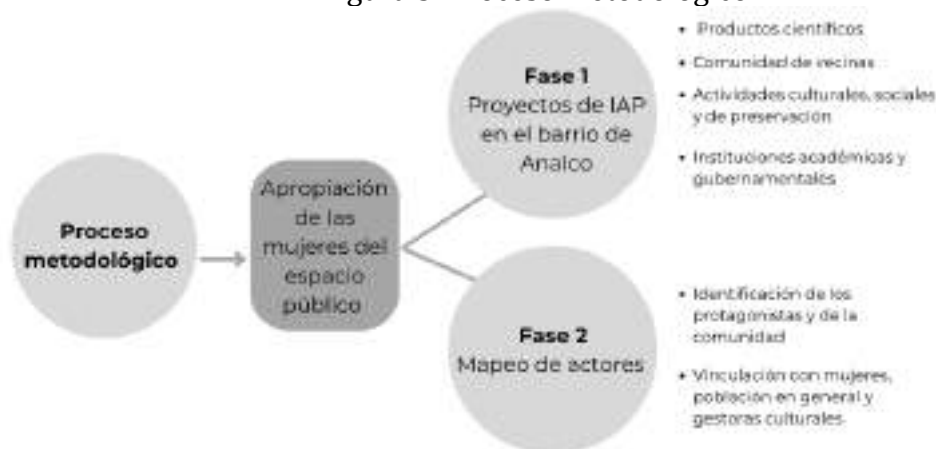 Proceso
metodológico
Apropiación
de las
mujeres del
espacio
público
Fase 1
Proyectos de IAP
en el barrio de
Analco
• Productos científicos
• Comunidad de vecinas
• Actividades culturales, sociales
y de preservación
• Instituciones académicas y
gubernamentales
Fase 2
Mapeo de actores
• Identificación de los
protagonistas y de la
comunidad
• Vinculación con mujeres,
población en general y
gestoras culturales.